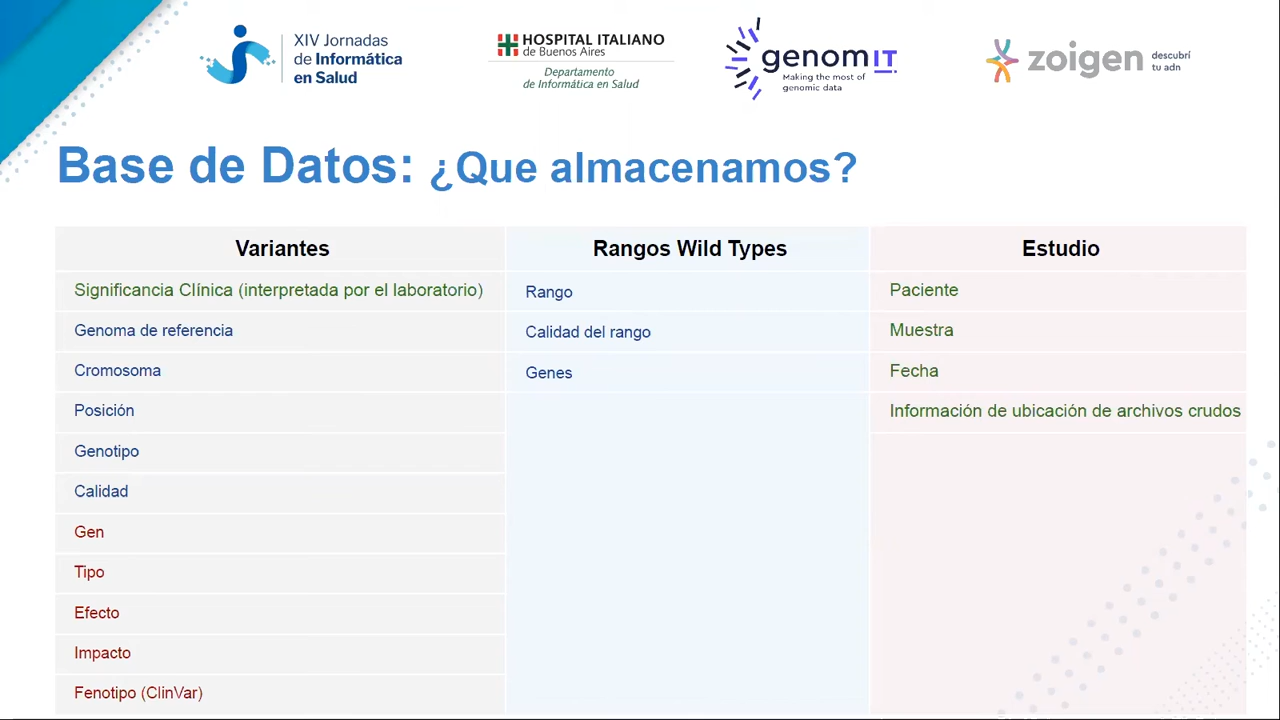 XIV Jornadas
de Informática
en Salud
HOSPITAL ITALIANO
de Buenos Aires
Departamento
de Informática en Salud
genomIT
Making the most of
genomic data
zoigen
descubrí
tu adn
Base de Datos: ¿Que almacenamos?
Variantes
Rangos Wild Types
Estudio
Significancia Clínica (interpretada por el laboratorio)
Rango
Paciente
Genoma de referencia
Calidad del rango
Muestra
Cromosoma
Genes
Fecha
Posición
Información de ubicación de archivos crudos
Genotipo
Calidad
Gen
Tipo
Efecto
Impacto
Fenotipo (ClinVar)